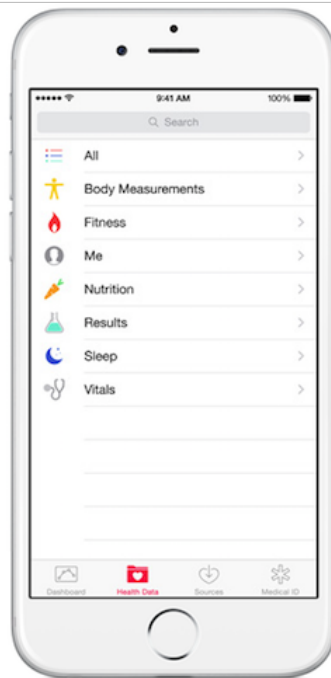 9:41 AM 100%
Search
All
Body Measurements
Fitness
Me
Nutrition
Results
Sleep
Vitals
Dashboard Health Data Sources Medical ID